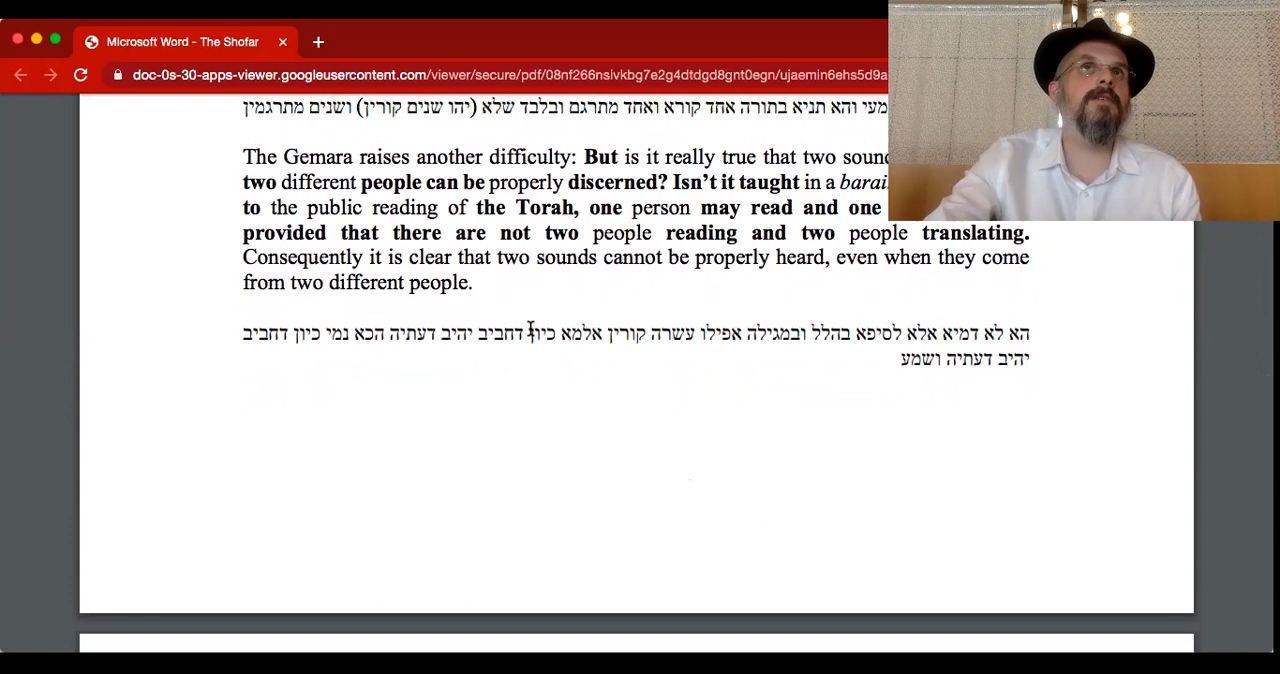 Microsoft Word - The Shofar
doc-0s-30-apps-viewer.googleusercontent.com/viewer/secure/pdf/08nf266nsivkbg7e2g4dtgd8gnt0egn/ujaemin6ehs5d9a
מעי והא תניא בתורה אחד קורא ואחד מתרגם ובלבד שלא (יהו שנים קורין) ושנים מתרגמין
The Gemara raises another difficulty: But is it really true that two soun
two different people can be properly discerned? Isn't it taught in a barai
to the public reading of the Torah, one person may read and one
provided that there are not two people reading and two people translating.
Consequently it is clear that two sounds cannot be properly heard, even when they come
from two different people.
הא לא דמיא אלא לסיפא בהלל ובמגילה אפילו עשרה קורין אלמא כיון דחביב יהיב דעתיה הכא נמי כיון דחביב
יהיב דעתיה ושמע